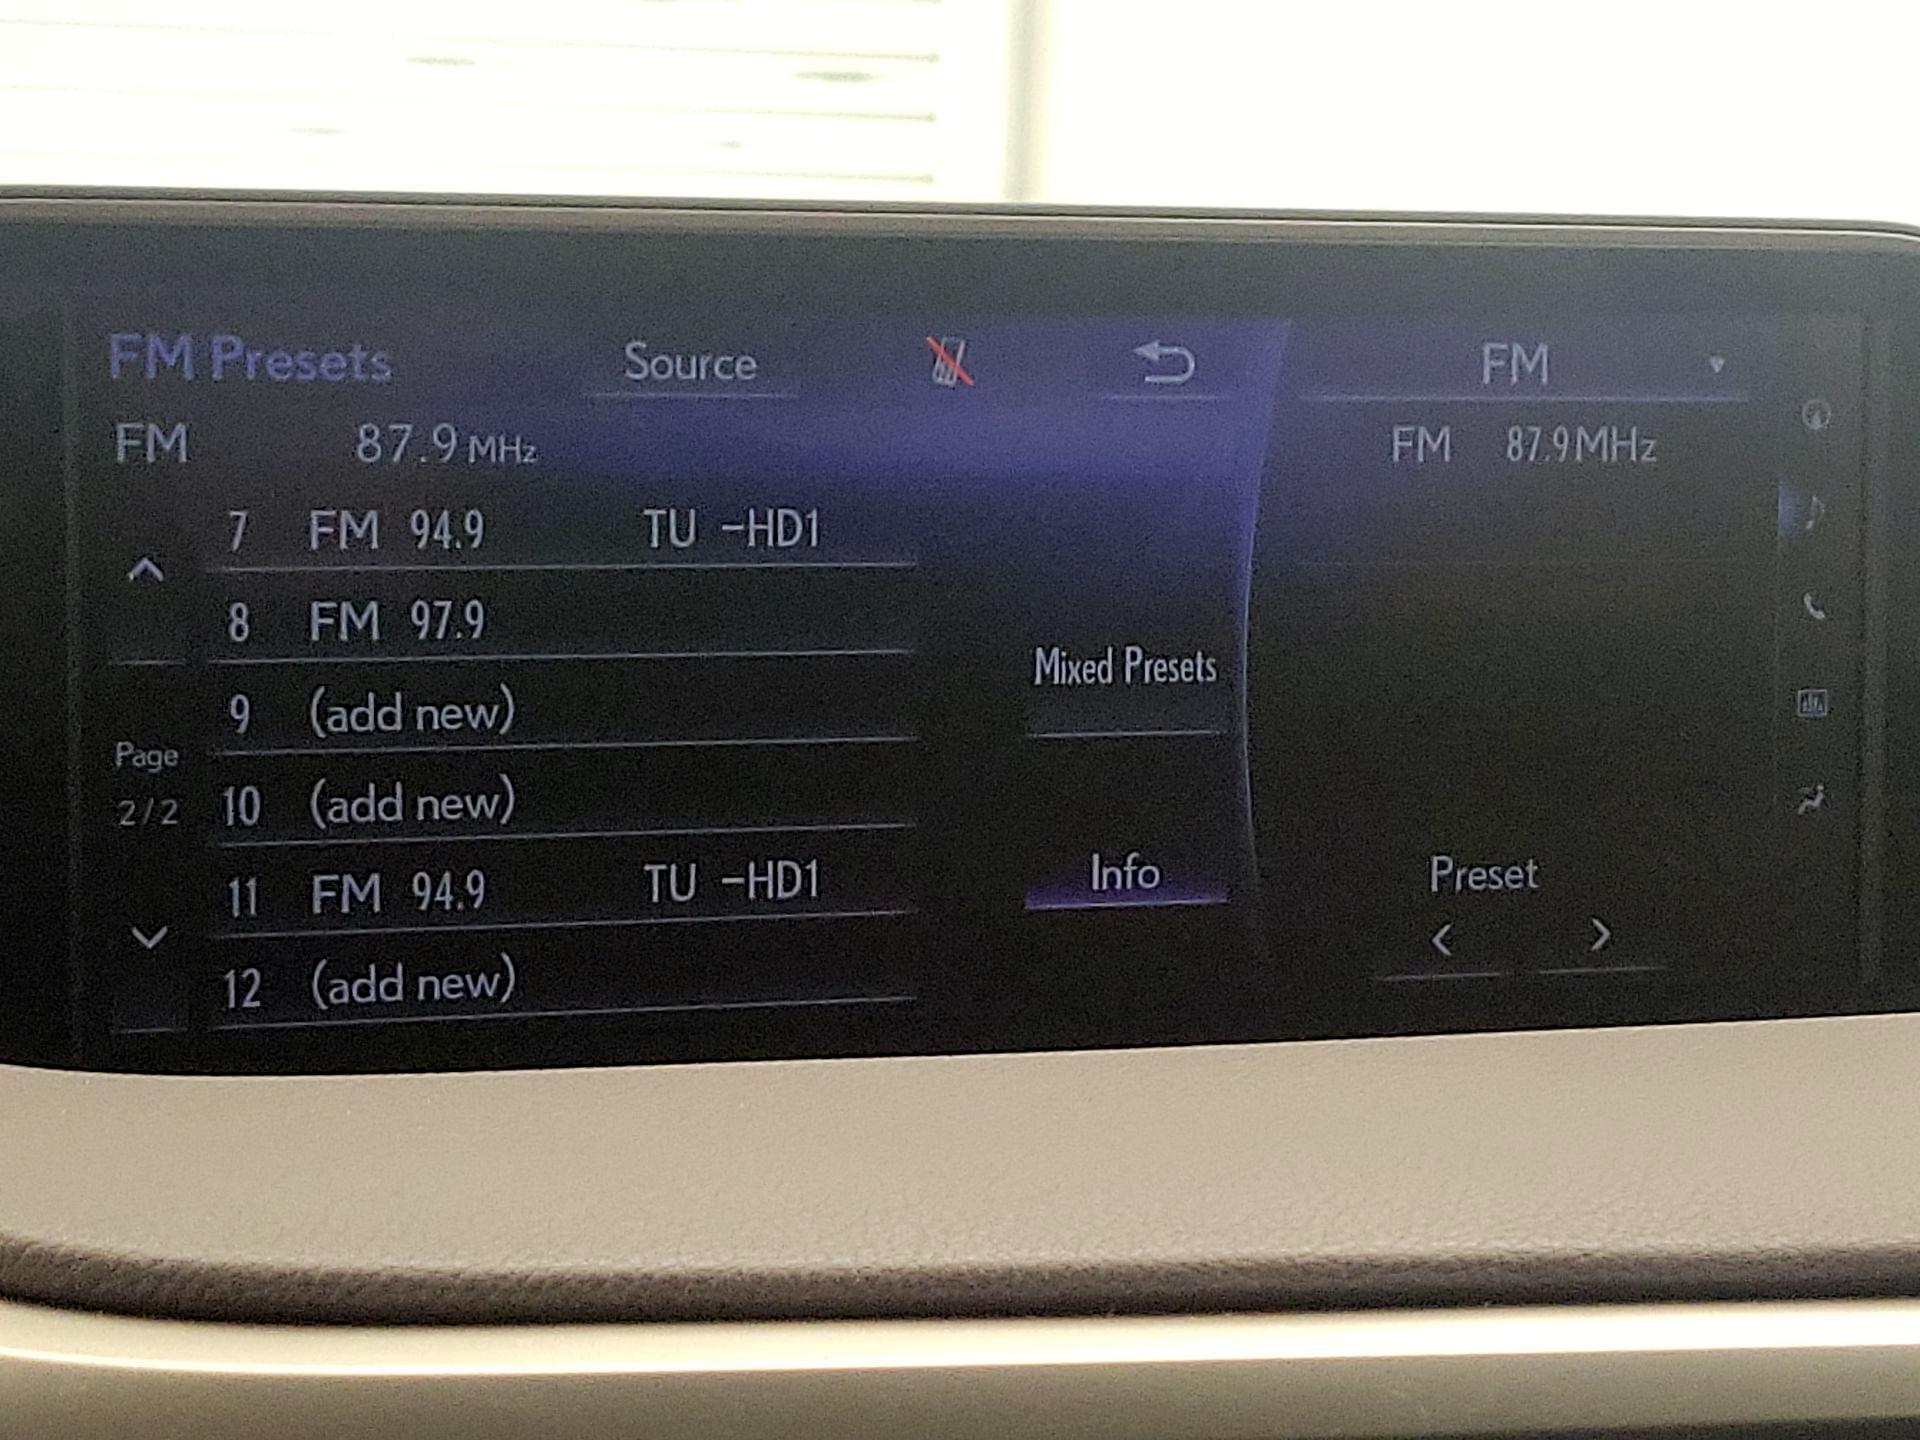 FM Presets Source FM
FM 87.9 MHz FM 87.9MHz
7 FM 94.9 TU -HD1
8 FM 97.9
Mixed Presets
9 (add new)
Page
2/2
10 (add new)
11 FM 94.9 TU -HD1
Info
Preset
12 (add new)